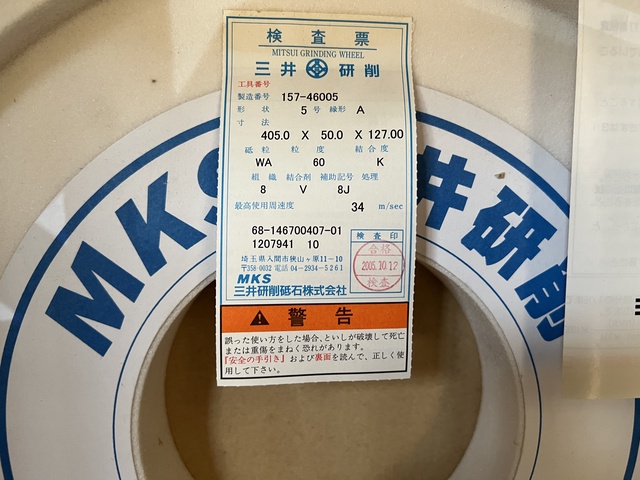 検査票
MITSUI GRINDING WHEEL
三井 研削
工具番号
製造番号 157-46005
形状 5 号 縁形 A
寸法
405.0 X 50.0 X 127.00
砥粒 粒度 結合度
WA 60 K
組織 結合剤 補助記号 処理
8 V 8J
最高使用周速度 34 m/sec
68-146700407-01
1207941 10
検査印
合格
2005.10.12
検査
埼玉県入間市狭山ヶ原11-10
〒358-0032 電話 04-2934-5261
MKS
三井研削砥石株式会社
警告
誤った使い方をした場合、といしが破壊して死亡
または重傷をまねく恐れがあります。
『安全の手引き』および裏面を読んで、正しく使
用して下さい。
MKS 井研削